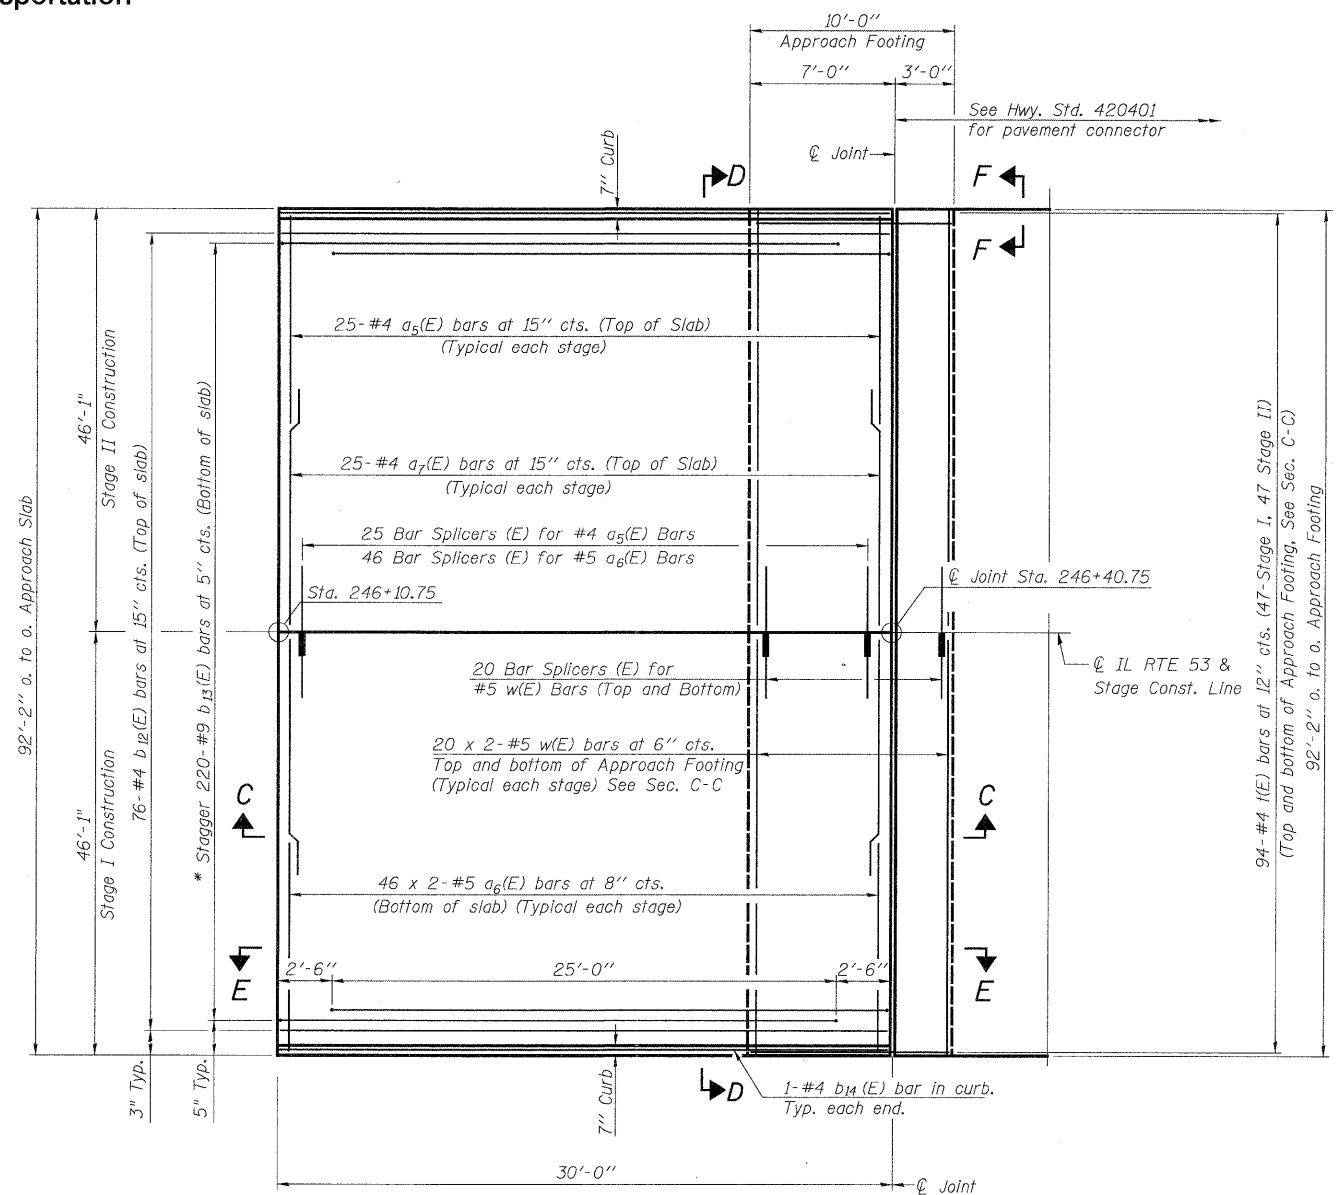 sportation
10'-0"
Approach Footing
7'-0"
3'-0"
See Hwy. Std. 420401
for pavement connector
℄ Joint
7" Curb
D
F
F
25-#4 a5(E) bars at 15" cts. (Top of Slab)
(Typical each stage)
25-#4 a7(E) bars at 15" cts. (Top of Slab)
(Typical each stage)
25 Bar Splicers (E) for #4 a5(E) Bars
46 Bar Splicers (E) for #5 a6(E) Bars
Sta. 246+10.75
℄ Joint Sta. 246+40.75
20 Bar Splicers (E) for
#5 w(E) Bars (Top and Bottom)
℄ IL RTE 53 &
Stage Const. Line
20 x 2-#5 w(E) bars at 6" cts.
Top and bottom of Approach Footing
(Typical each stage) See Sec. C-C
C
C
46 x 2-#5 a6(E) bars at 8" cts.
(Bottom of slab) (Typical each stage)
E
E
2'-6"
25'-0"
2'-6"
92'-2" o. to o. Approach Slab
46'-1"
Stage II Construction
46'-1"
Stage I Construction
76-#4 b12(E) bars at 15" cts. (Top of slab)
* Stagger 220-#9 b13(E) bars at 5" cts. (Bottom of slab)
94-#4 t(E) bars at 12" cts. (47-Stage I, 47 Stage II)
(Top and bottom of Approach Footing, See Sec. C-C)
92'-2" o. to o. Approach Footing
3" Typ.
5" Typ.
7" Curb
D
1-#4 b14 (E) bar in curb.
Typ. each end.
30'-0"
℄ Joint